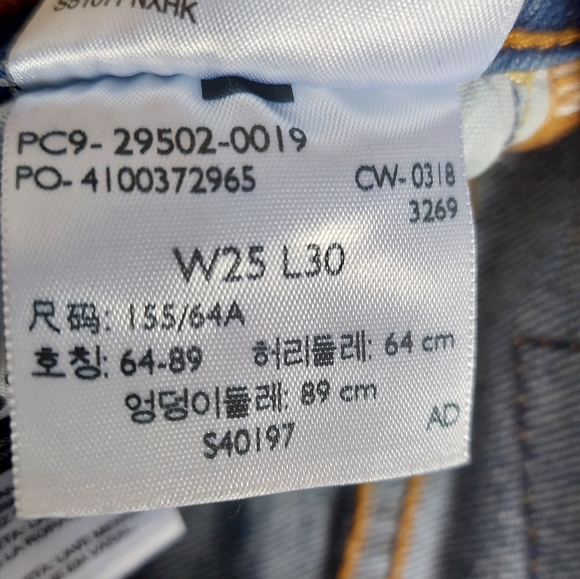 PC9- 29502-0019
PO- 4100372965 CW- 0318
3269
W25 L30
尺码: 155/64A
호칭: 64-89 허리둘레: 64 cm
엉덩이둘레: 89 cm
S40197 AD